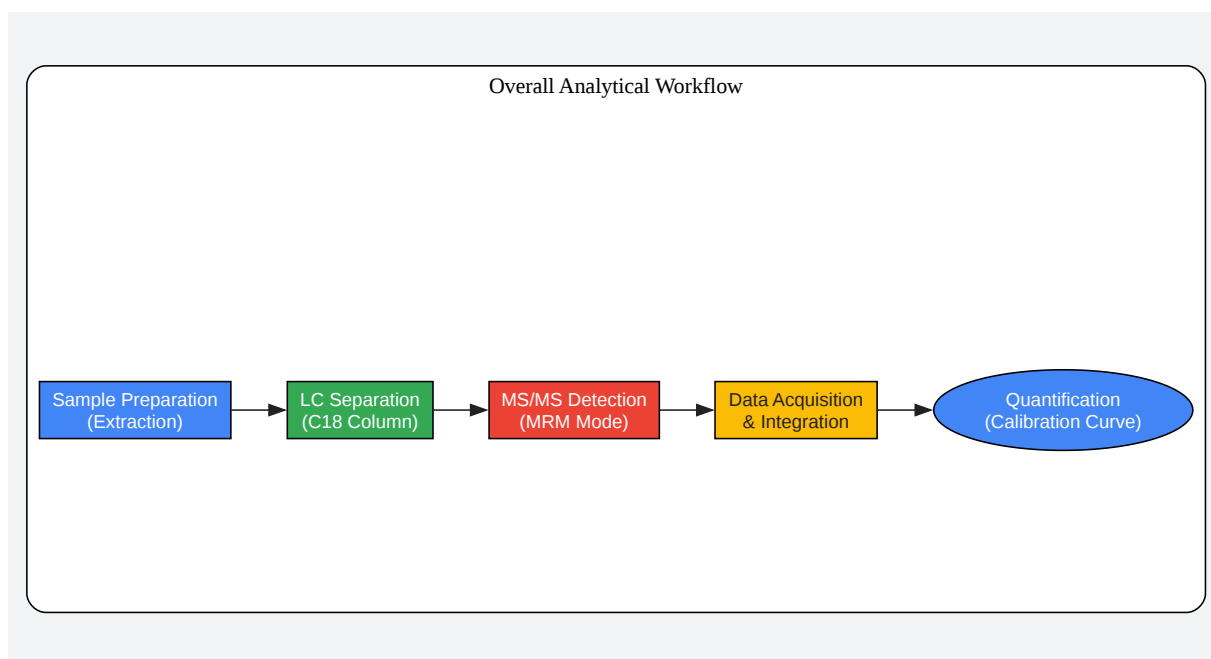 Overall Analytical Workflow
Sample Preparation
(Extraction)
LC Separation
(C18 Column)
MS/MS Detection
(MRM Mode)
Data Acquisition
& Integration
Quantification
(Calibration Curve)